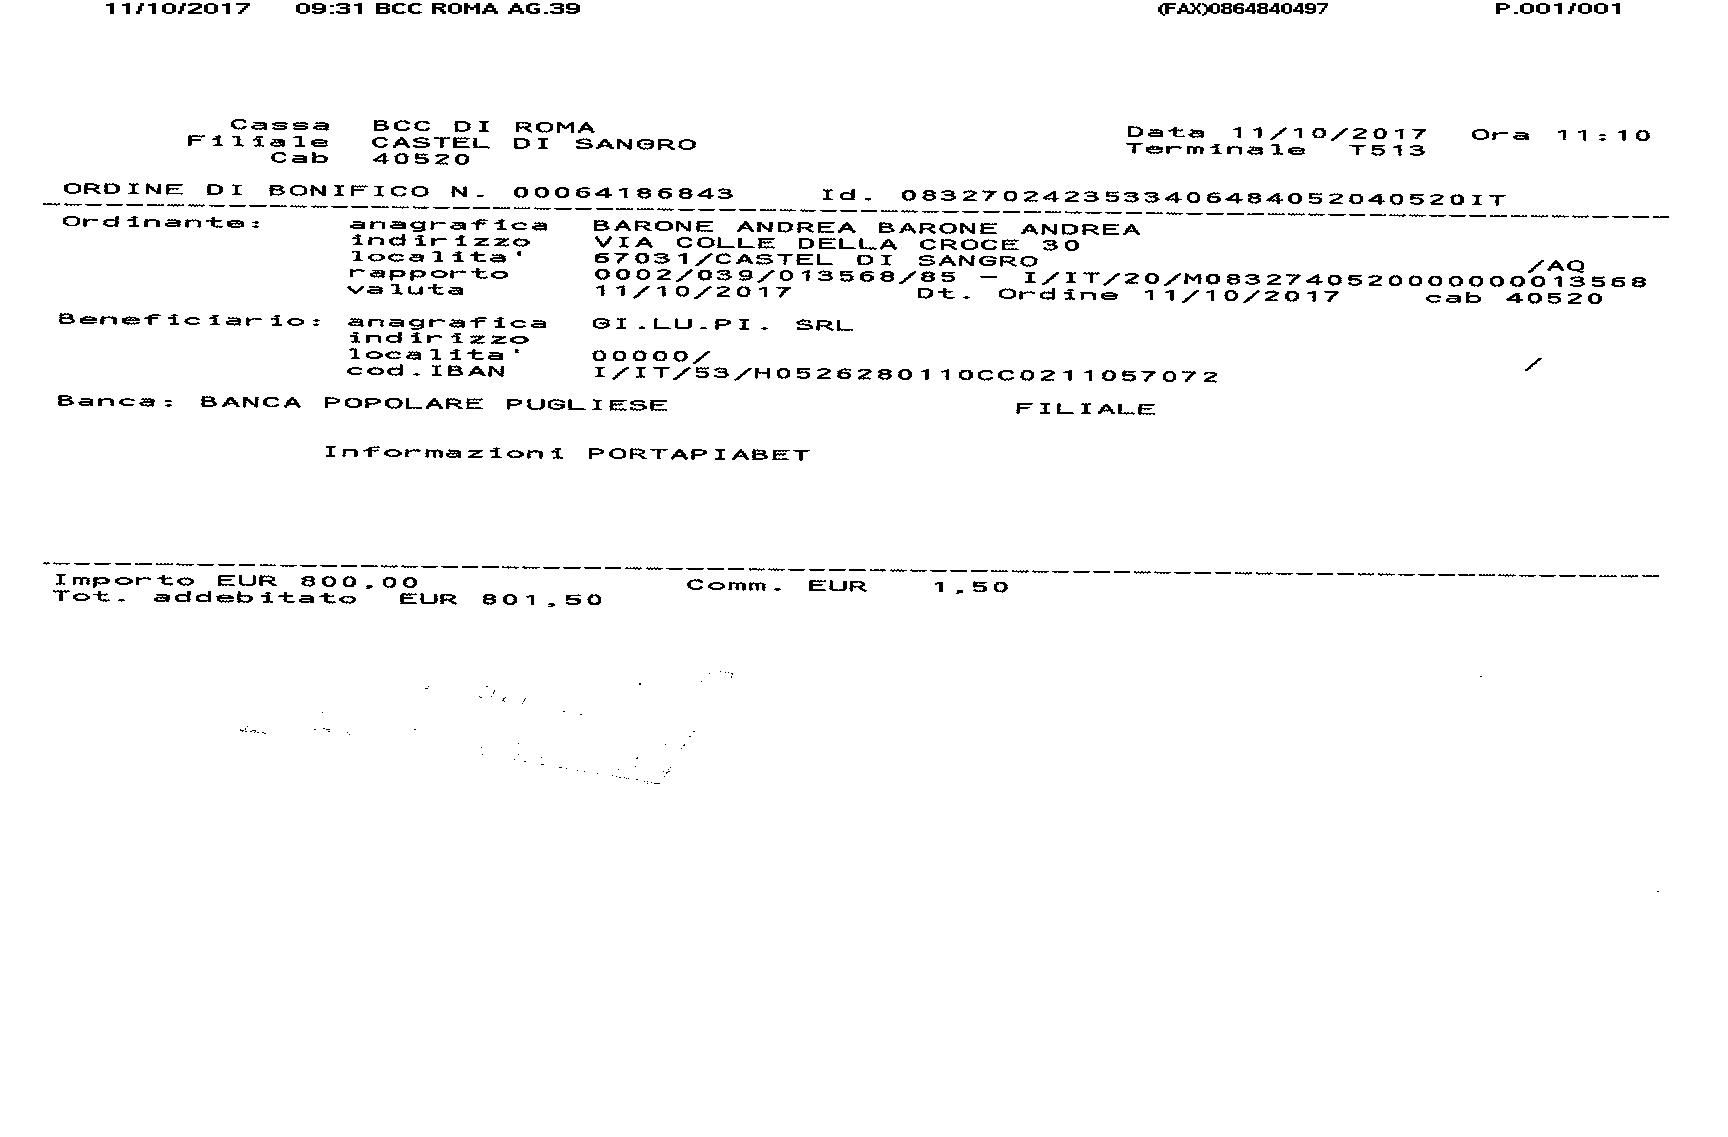 11/10/2017 09:31 BCC ROMA AG.39 (FAX)0864840497 P.001/001
Cassa BCC DI ROMA
Filiale CASTEL DI SANGRO
Cab 40520
Data 11/10/2017 Ora 11:10
Terminale T513
ORDINE DI BONIFICO N. 00064186843 Id. 0832702423533406484052040520IT
Ordinante: anagrafica BARONE ANDREA BARONE ANDREA
indirizzo VIA COLLE DELLA CROCE 30
localita' 67031/CASTEL DI SANGRO /AQ
rapporto 0002/039/013568/85 - I/IT/20/M0832740520000000013568
valuta 11/10/2017 Dt. Ordine 11/10/2017 cab 40520
Beneficiario: anagrafica GI.LU.PI. SRL
indirizzo
localita' 00000/ /
cod.IBAN I/IT/53/H0526280110CC0211057072
Banca: BANCA POPOLARE PUGLIESE FILIALE
Informazioni PORTAPIABET
Importo EUR 800,00 Comm. EUR 1,50
Tot. addebitato EUR 801,50